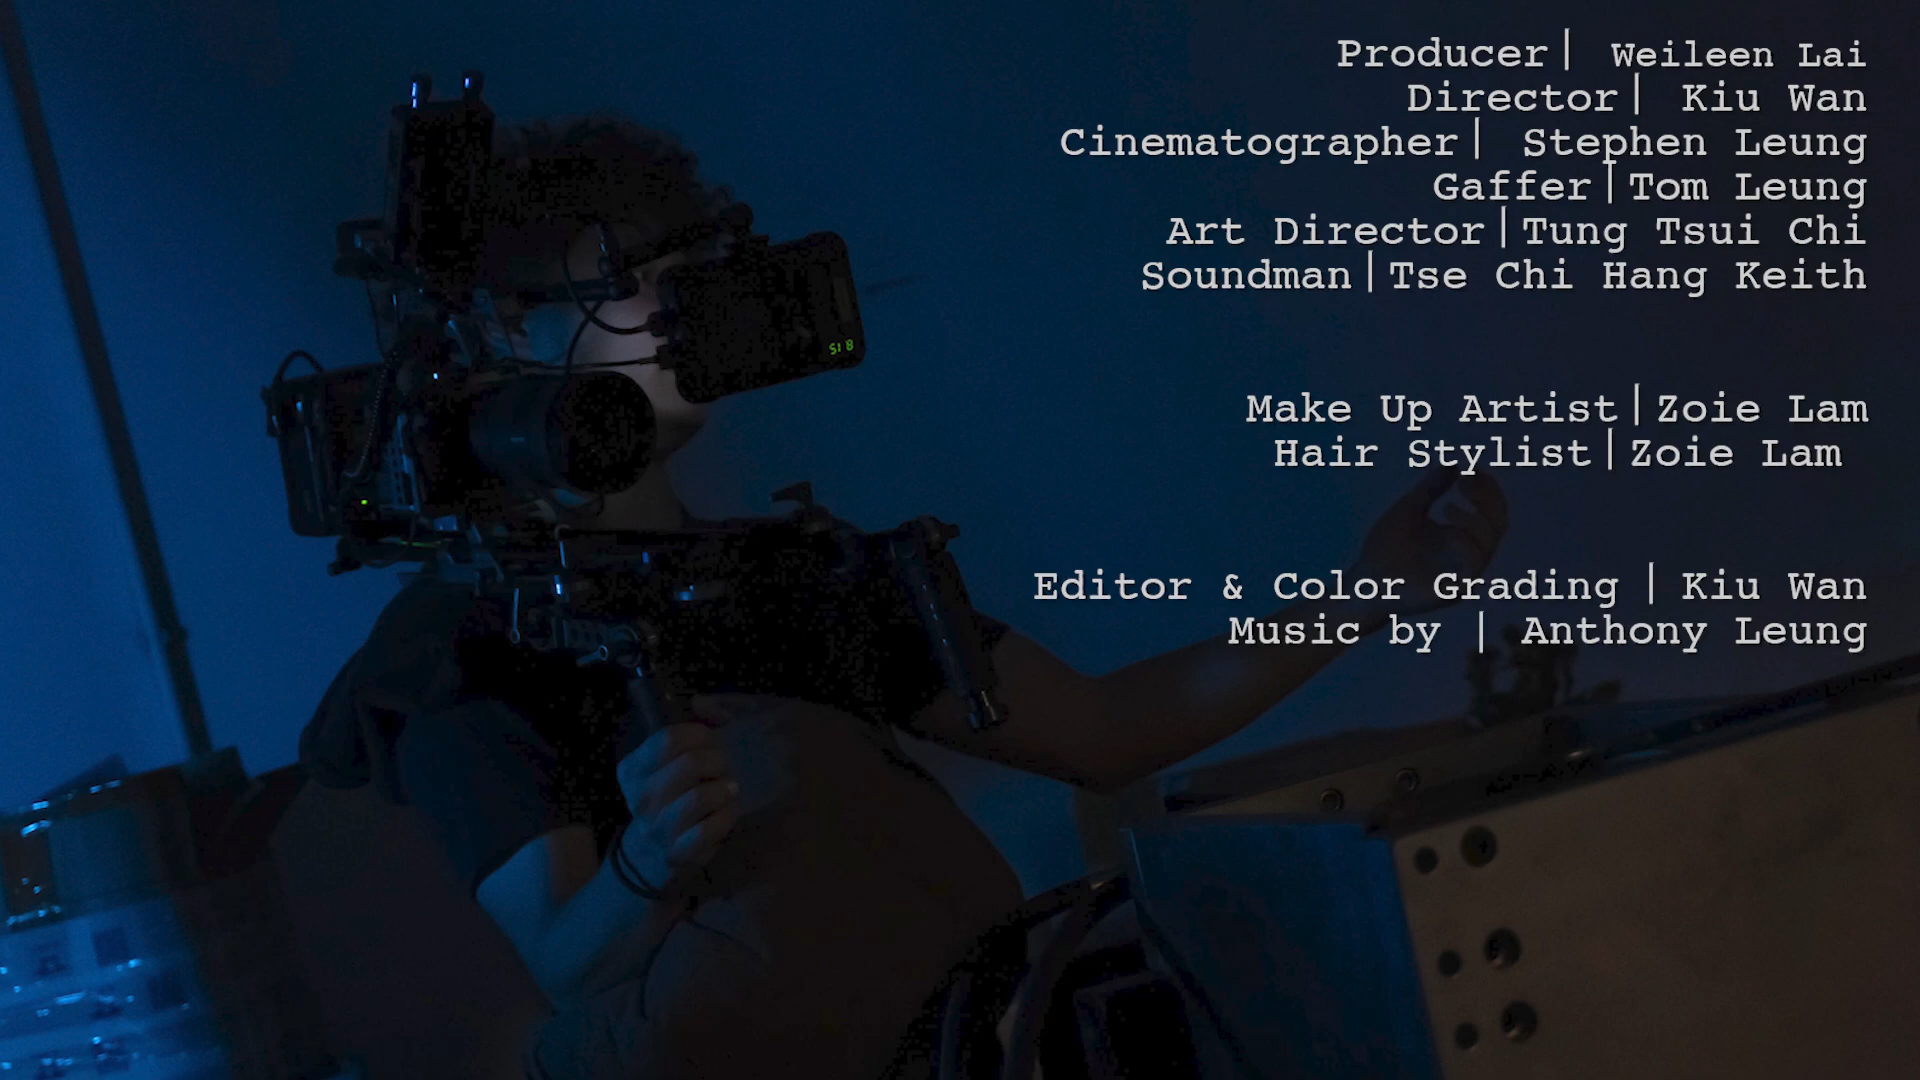 Producer| Weileen Lai
Director| Kiu Wan
Cinematographer| Stephen Leung
Gaffer|Tom Leung
Art Director|Tung Tsui Chi
Soundman|Tse Chi Hang Keith
Make Up Artist|Zoie Lam
Hair Stylist|Zoie Lam
Editor & Color Grading | Kiu Wan
Music by | Anthony Leung